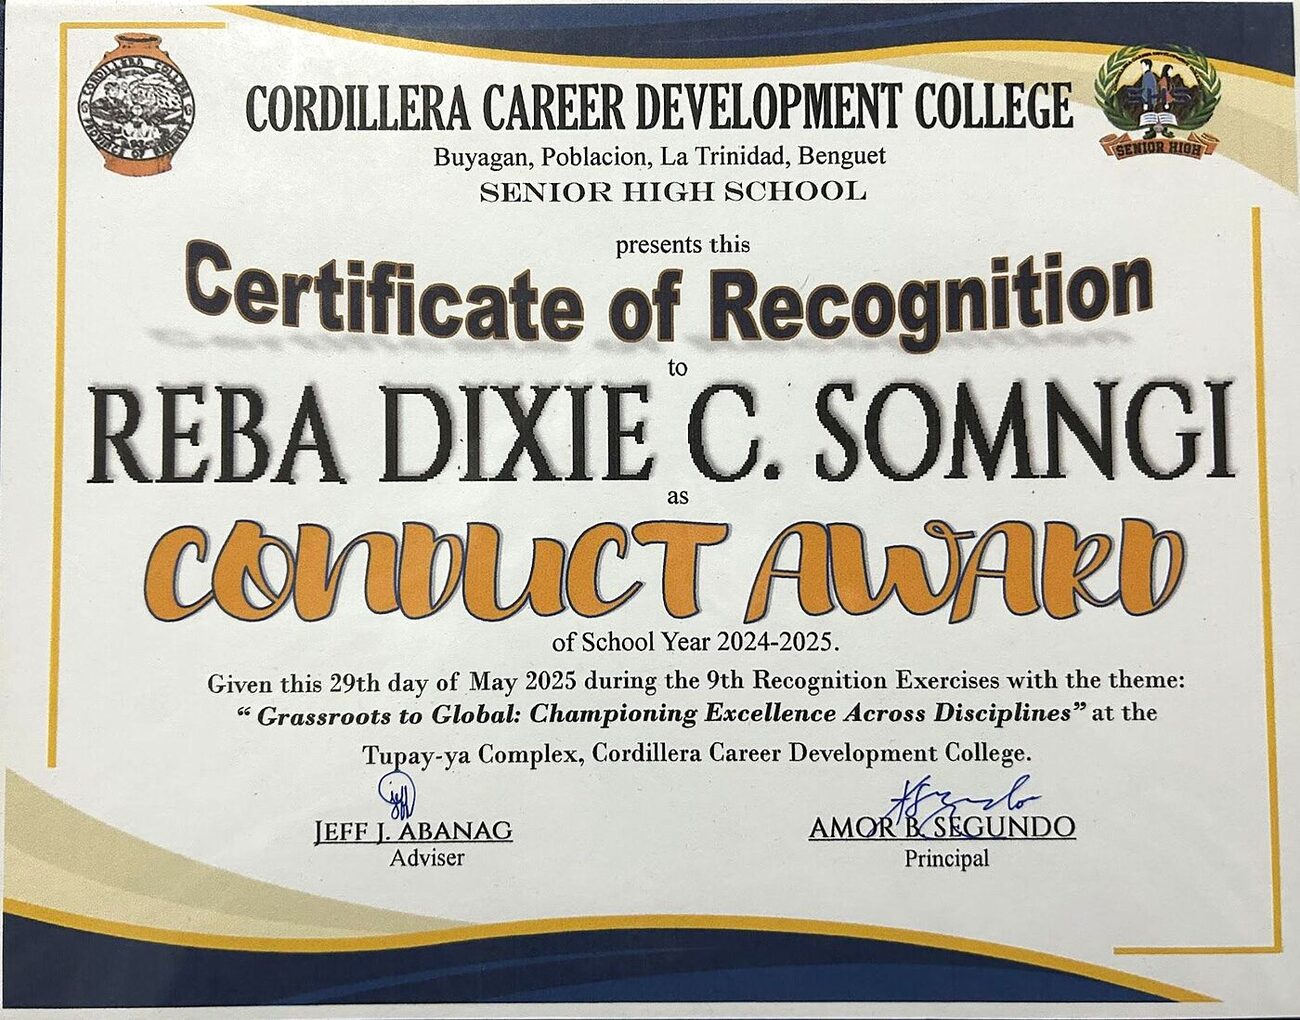 CORDILLERA CAREER DEVELOPMENT COLLEGE
Buyagan, Poblacion, La Trinidad, Benguet
SENIOR HIGH SCHOOL
SENIOR HIGH
presents this
Certificate of Recognition
to
REBA DIXIE C. SOMNGI
as
CONDUCT AWARD
of School Year 2024-2025.
Given this 29th day of May 2025 during the 9th Recognition Exercises with the theme:
“ Grassroots to Global: Championing Excellence Across Disciplines” at the
Tupay-ya Complex, Cordillera Career Development College.
JEFF J. ABANAG
Adviser
AMOR B. SEGUNDO
Principal